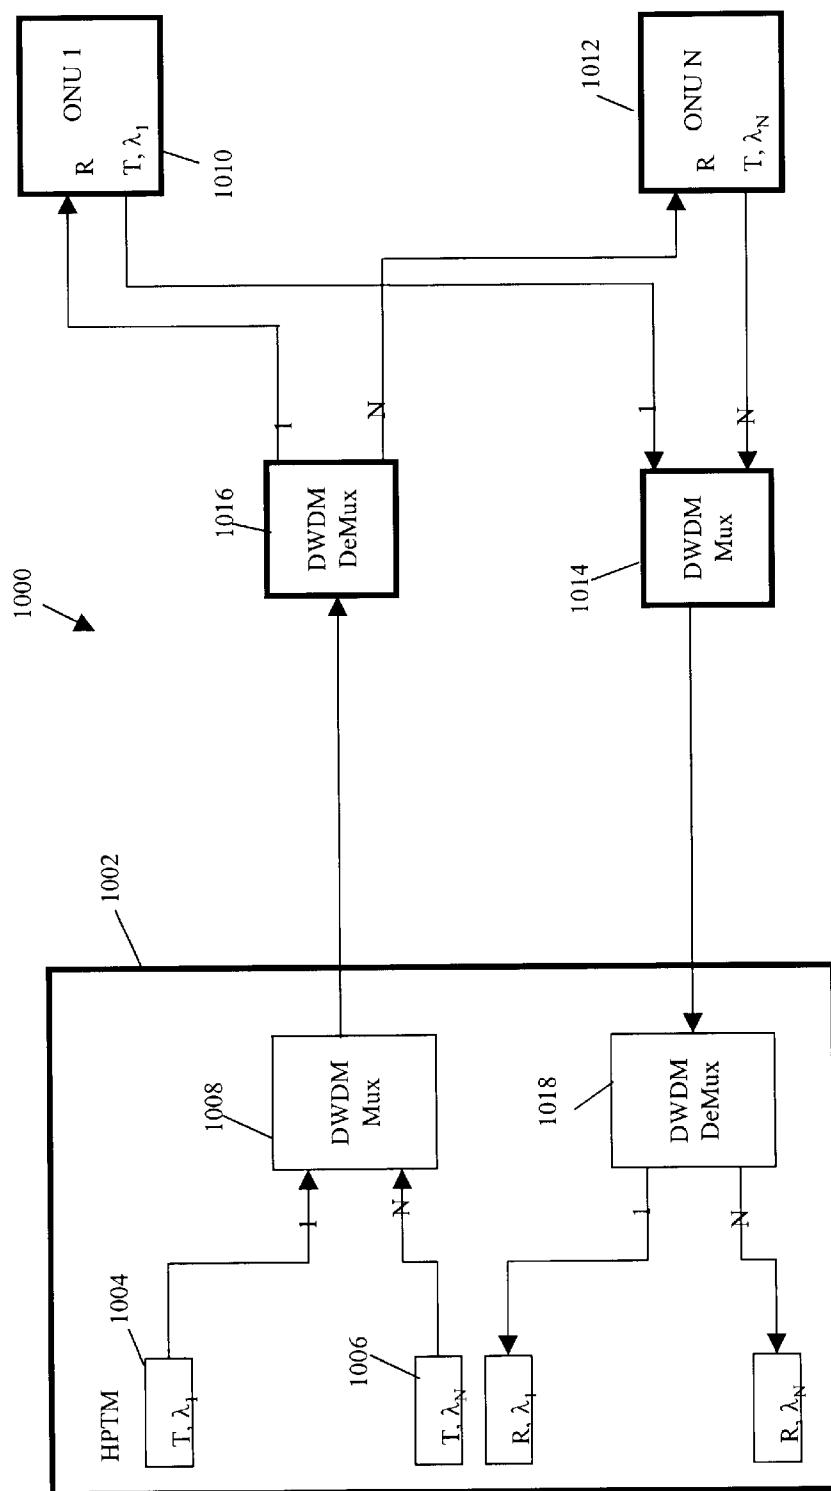 1000
1002
HPTM
1004
T, λ1
1006
T, λN
R, λ1
R, λN
1
N
1008
DWDM
Mux
1018
DWDM
DeMux
1
N
1016
DWDM
DeMux
1
N
1014
DWDM
Mux
1
N
ONU 1
R
T, λ1
1010
1012
ONU N
R
T, λN